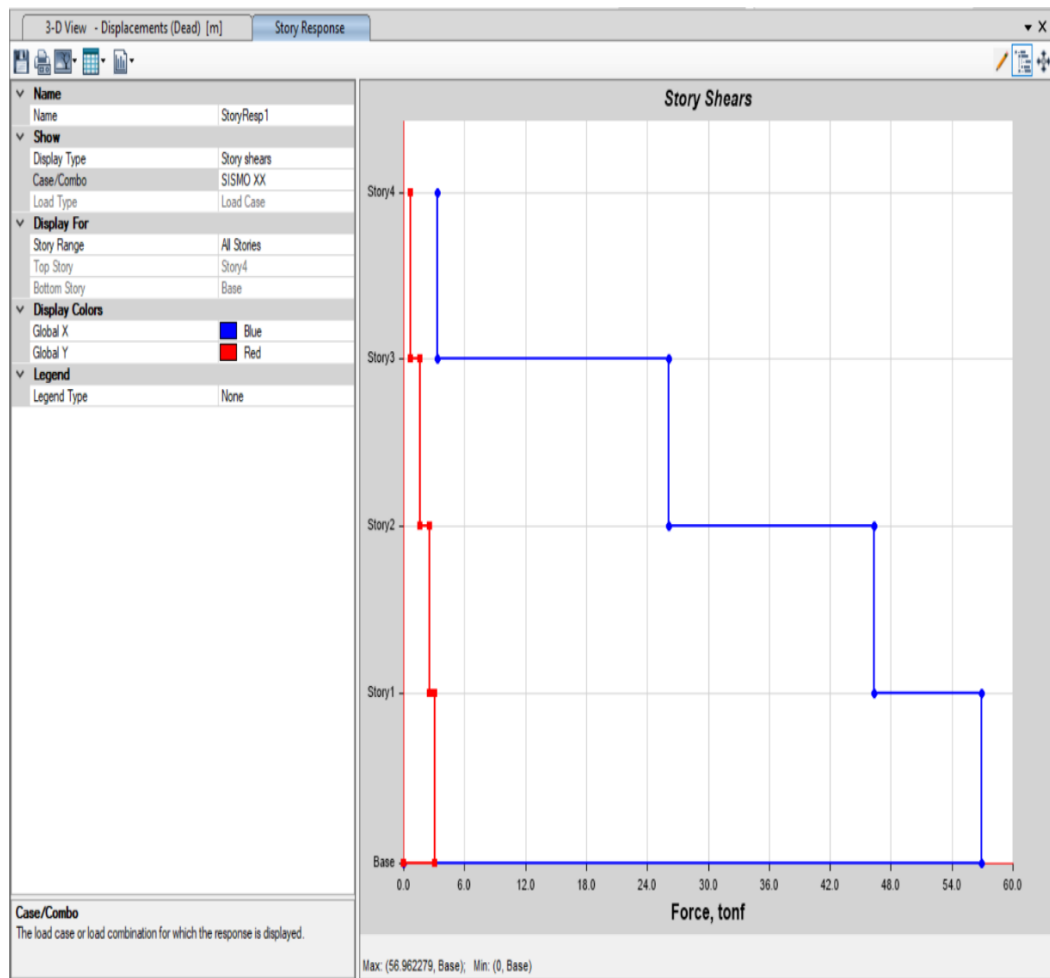 3-D View - Displacements (Dead) [m] Story Response
Name
Name StoryResp1
Show
Display Type Story shears
Case/Combo SISMO XX
Load Type Load Case
Display For
Story Range All Stories
Top Story Story4
Bottom Story Base
Display Colors
Global X Blue
Global Y Red
Legend
Legend Type None
Case/Combo
The load case or load combination for which the response is displayed.
Story Shears
Story4
Story3
Story2
Story1
Base
0.0 6.0 12.0 18.0 24.0 30.0 36.0 42.0 48.0 54.0 60.0
Force, tonf
Max: (56.962279, Base); Min: (0, Base)